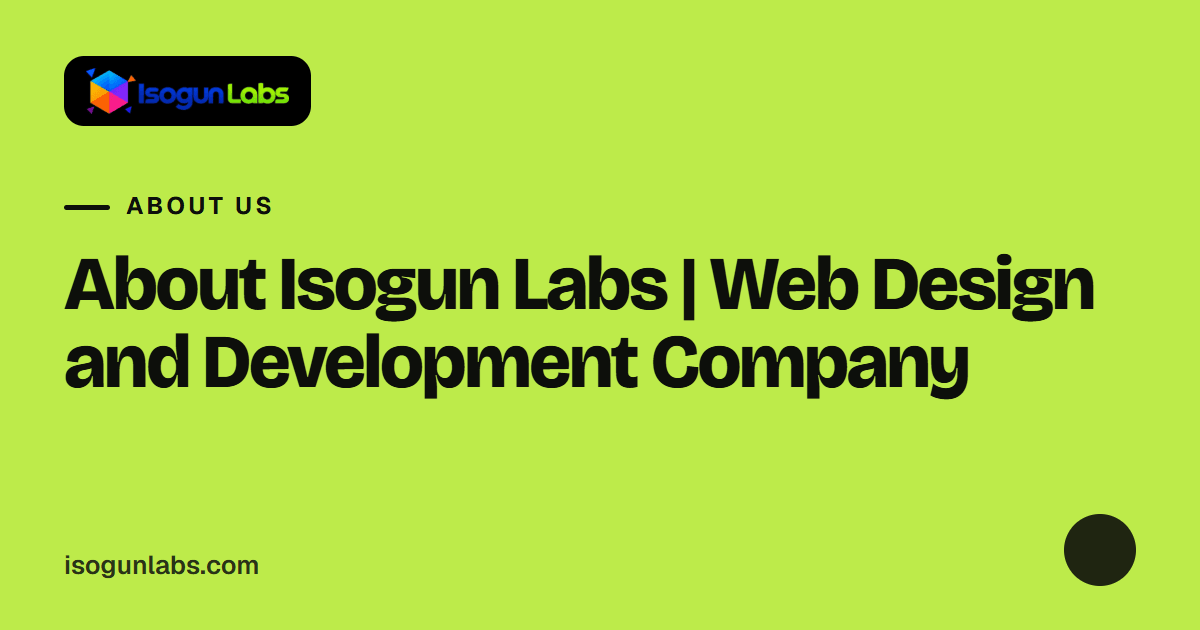 Isogun Labs
ABOUT US
About Isogun Labs | Web Design
and Development Company
isogunlabs.com